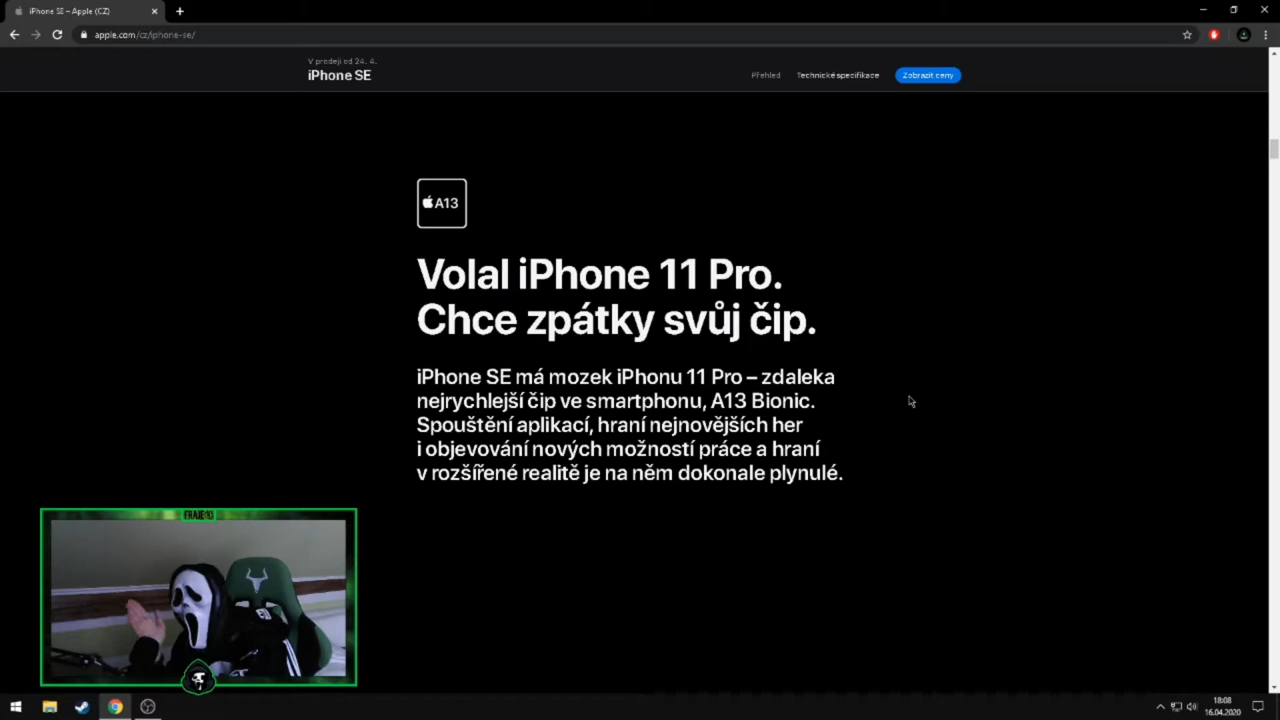 iPhone SE – Apple (CZ)
apple.com/cz/iphone-se/
V prodeji od 24. 4.
iPhone SE
Přehled
Technické specifikace
Zobrazit ceny
A13
Volal iPhone 11 Pro.
Chce zpátky svůj čip.
iPhone SE má mozek iPhonu 11 Pro – zdaleka
nejrychlejší čip ve smartphonu, A13 Bionic.
Spouštění aplikací, hraní nejnovějších her
i objevování nových možností práce a hraní
v rozšířené realitě je na něm dokonale plynulé.
18:08
16.04.2020